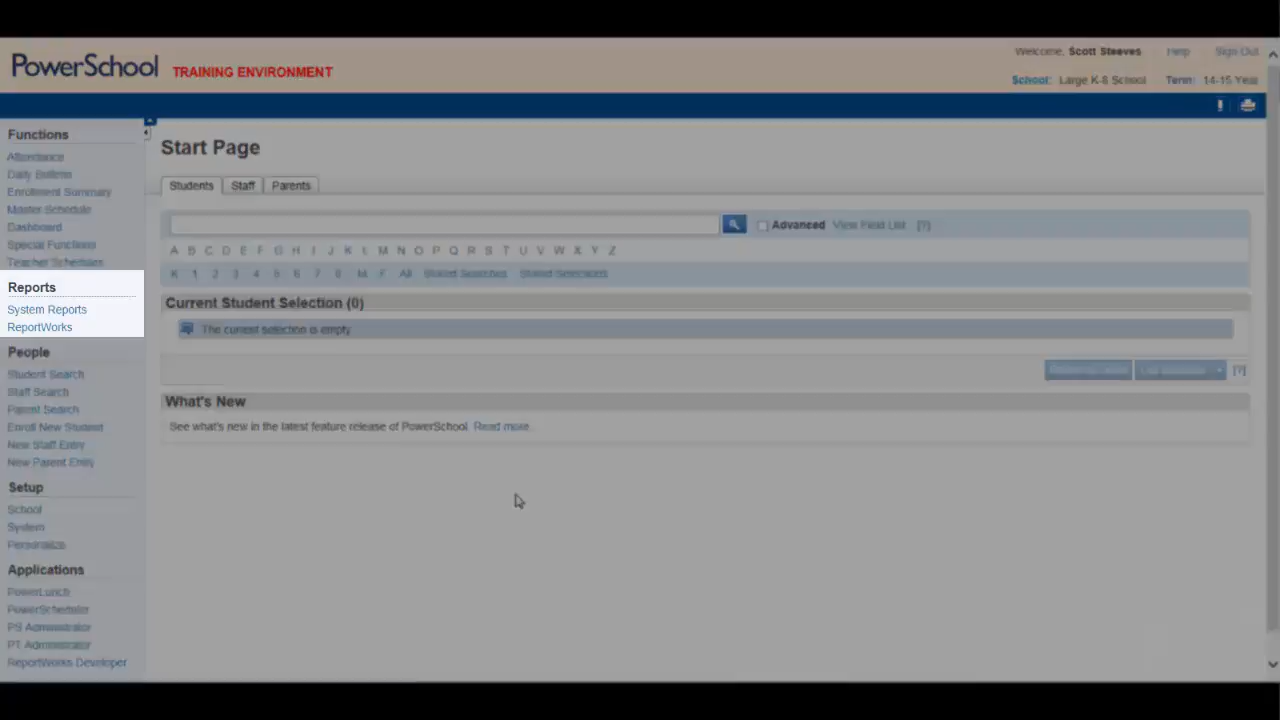 PowerSchool TRAINING ENVIRONMENT
Welcome, Scott Steeves Help Sign Out
School: Large K-8 School Term: 14-15 Year
Functions
Attendance
Daily Bulletin
Enrollment Summary
Master Schedule
Dashboard
Special Functions
Teacher Schedules
Reports
System Reports
ReportWorks
People
Student Search
Staff Search
Parent Search
Enroll New Student
New Staff Entry
New Parent Entry
Setup
School
System
Personalize
Applications
PowerLunch
PowerScheduler
PS Administrator
PT Administrator
ReportWorks Developer
Start Page
Students Staff Parents
Advanced View Field List [?]
A B C D E F G H I J K L M N O P Q R S T U V W X Y Z
K 1 2 3 4 5 6 7 8 M F All Stored Searches Stored Selections
Current Student Selection (0)
The current selection is empty
[?]
What's New
See what's new in the latest feature release of PowerSchool. Read more.